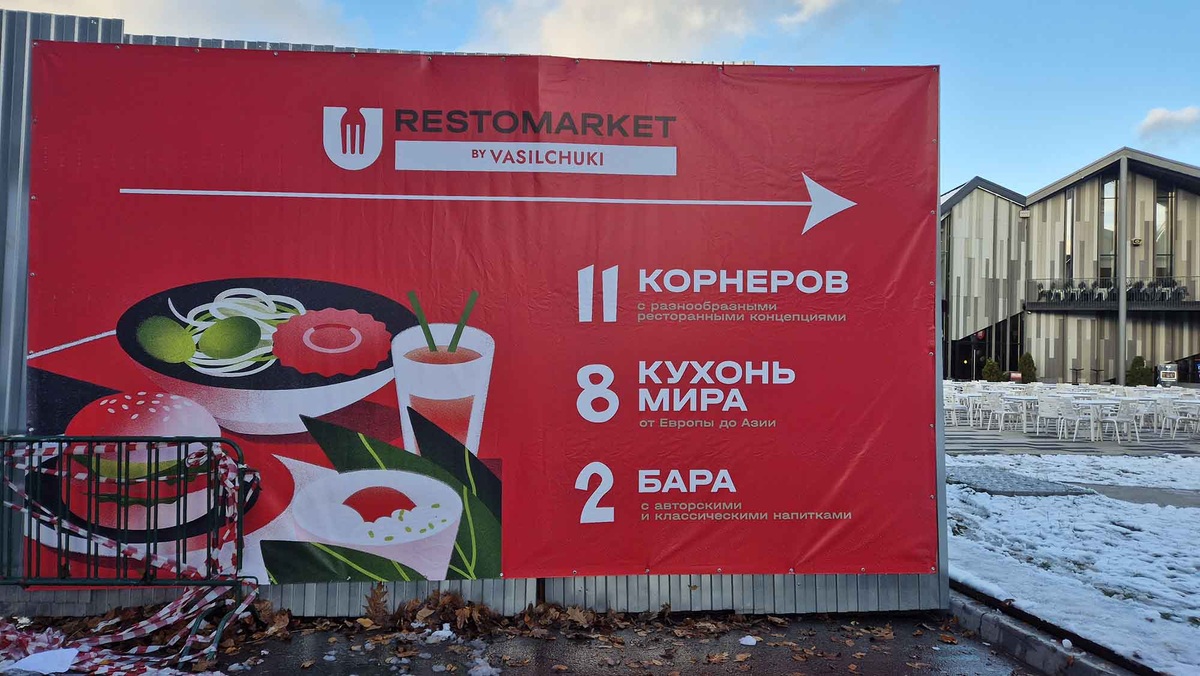 RESTOMARKET
BY VASILCHUKI
11 КОРНЕРОВ
с разнообразными
ресторанными концепциями
8 КУХОНЬ
МИРА
от Европы до Азии
2 БАРА
с авторскими
и классическими напитками